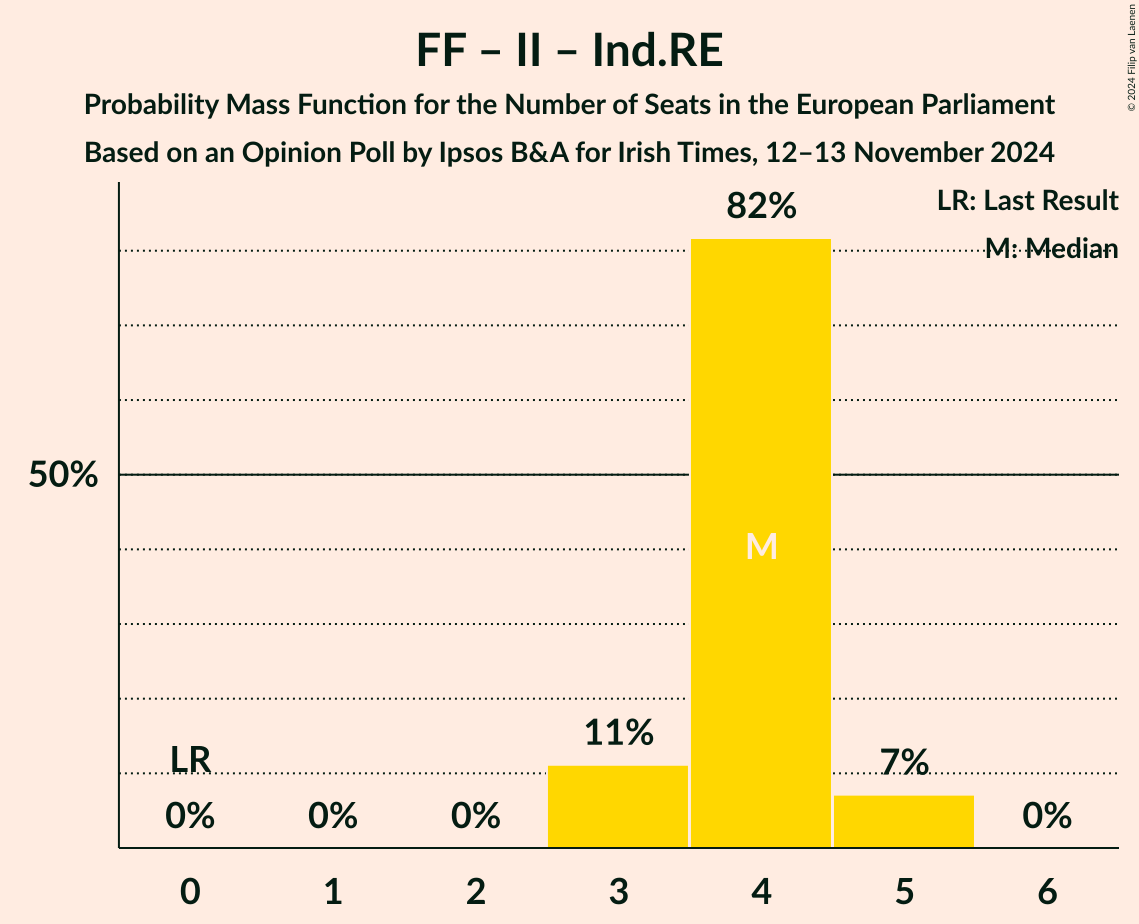 FF – II – Ind.RE
Probability Mass Function for the Number of Seats in the European Parliament
Based on an Opinion Poll by Ipsos B&A for Irish Times, 12–13 November 2024
© 2024 Filip van Laenen
LR: Last Result
M: Median
82%
50%
M
11%
LR
7%
0% 0% 0% 0%
0 1 2 3 4 5 6